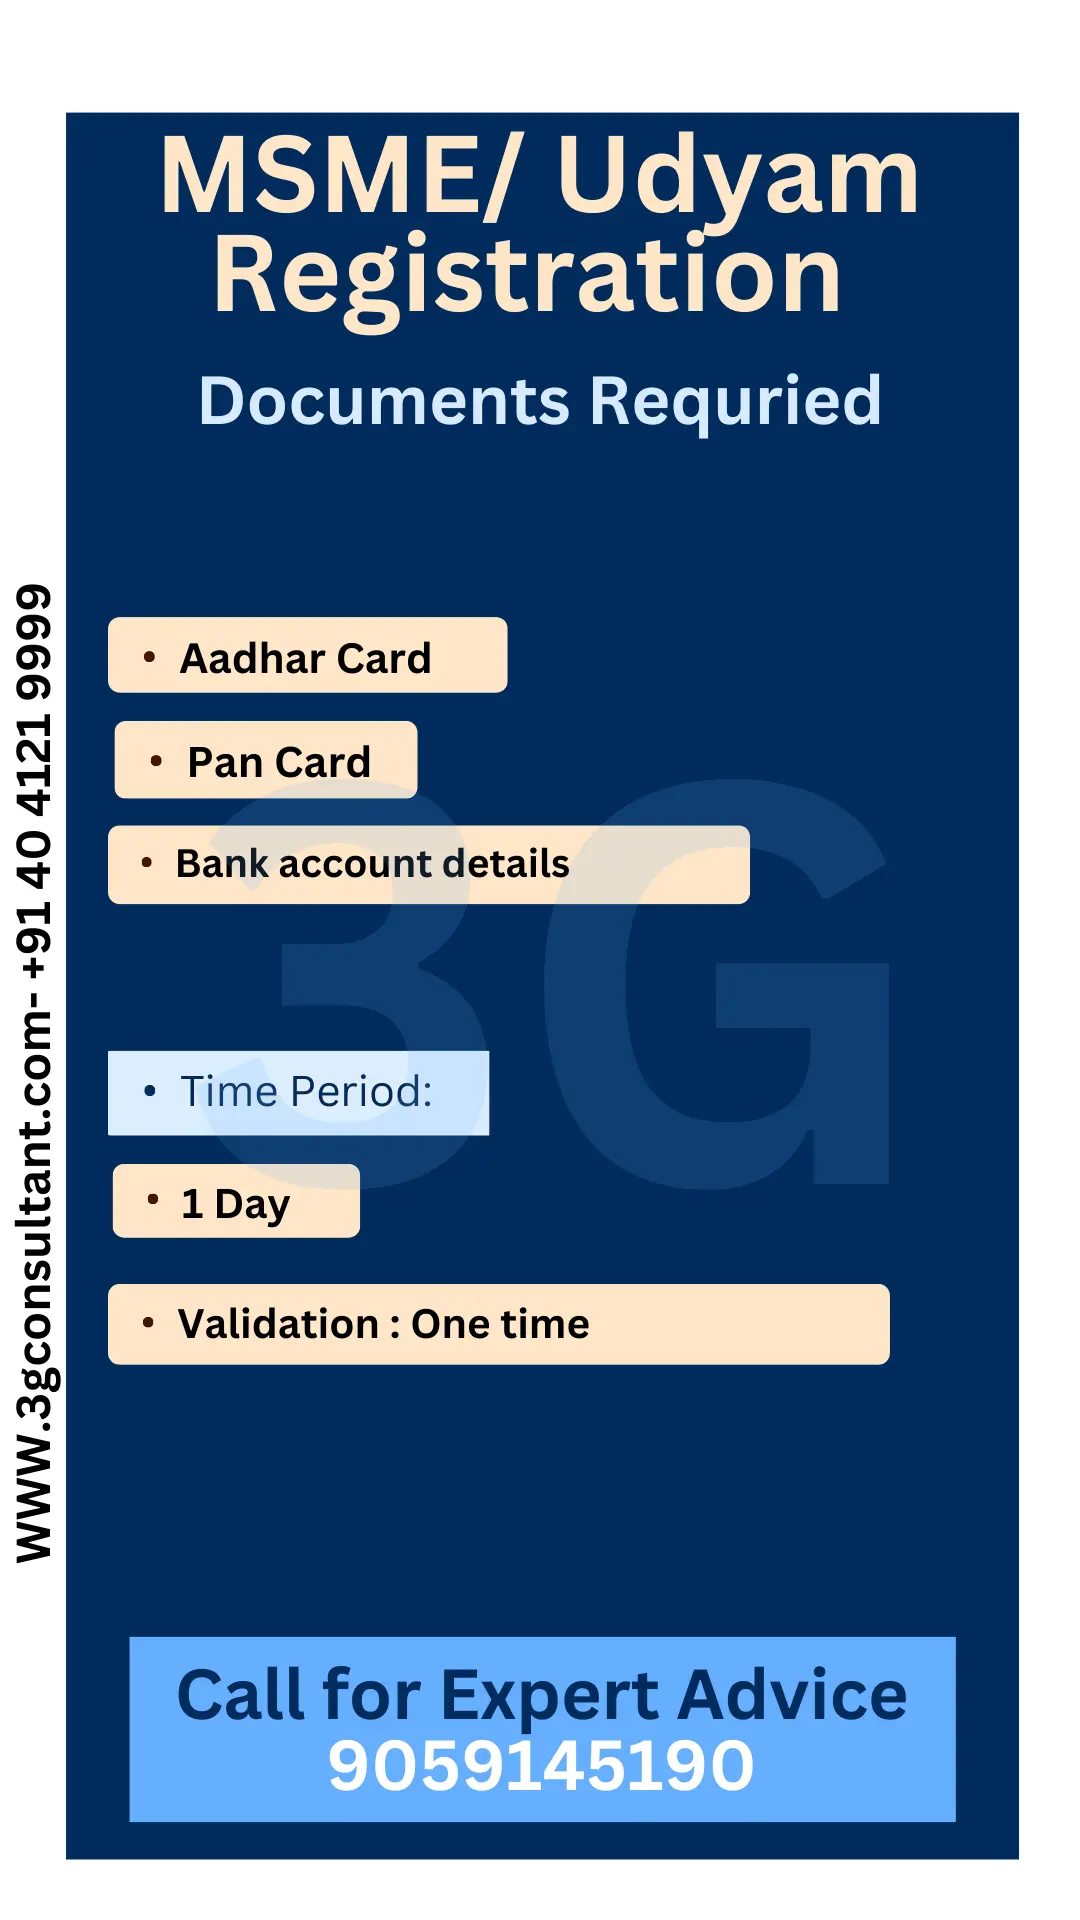 MSME/ Udyam
Registration
Documents Requried
• Aadhar Card
• Pan Card
• Bank account details
3G
• Time Period:
• 1 Day
• Validation : One time
Call for Expert Advice
9059145190
www.3gconsultant.com- +91 40 4121 9999